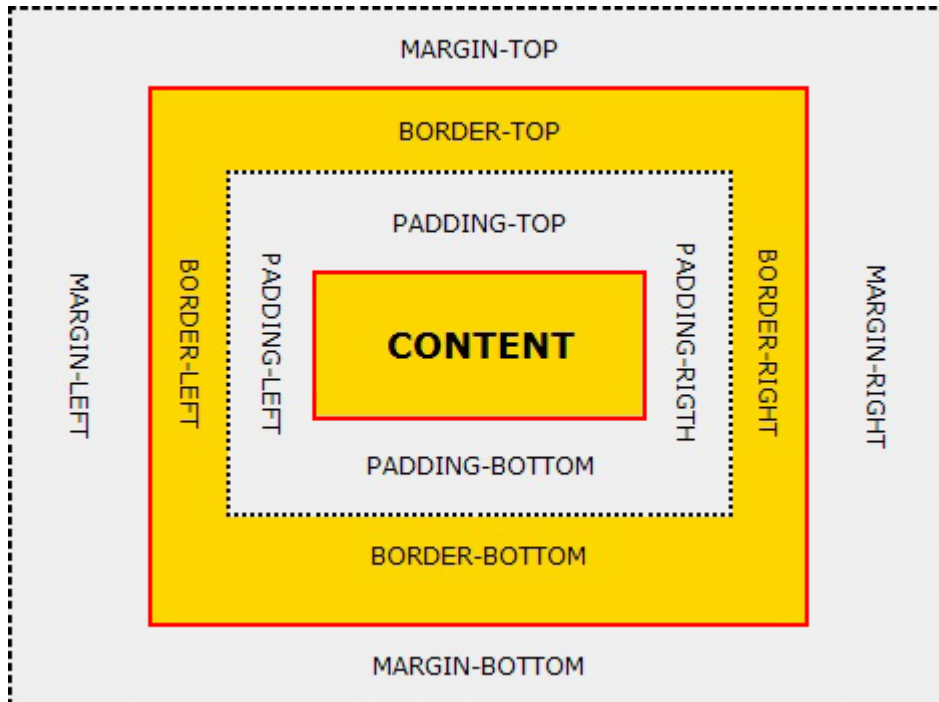 MARGIN-TOP
BORDER-TOP
PADDING-TOP
MARGIN-LEFT
BORDER-LEFT
PADDING-LEFT
CONTENT
PADDING-RIGTH
BORDER-RIGHT
MARGIN-RIGHT
PADDING-BOTTOM
BORDER-BOTTOM
MARGIN-BOTTOM